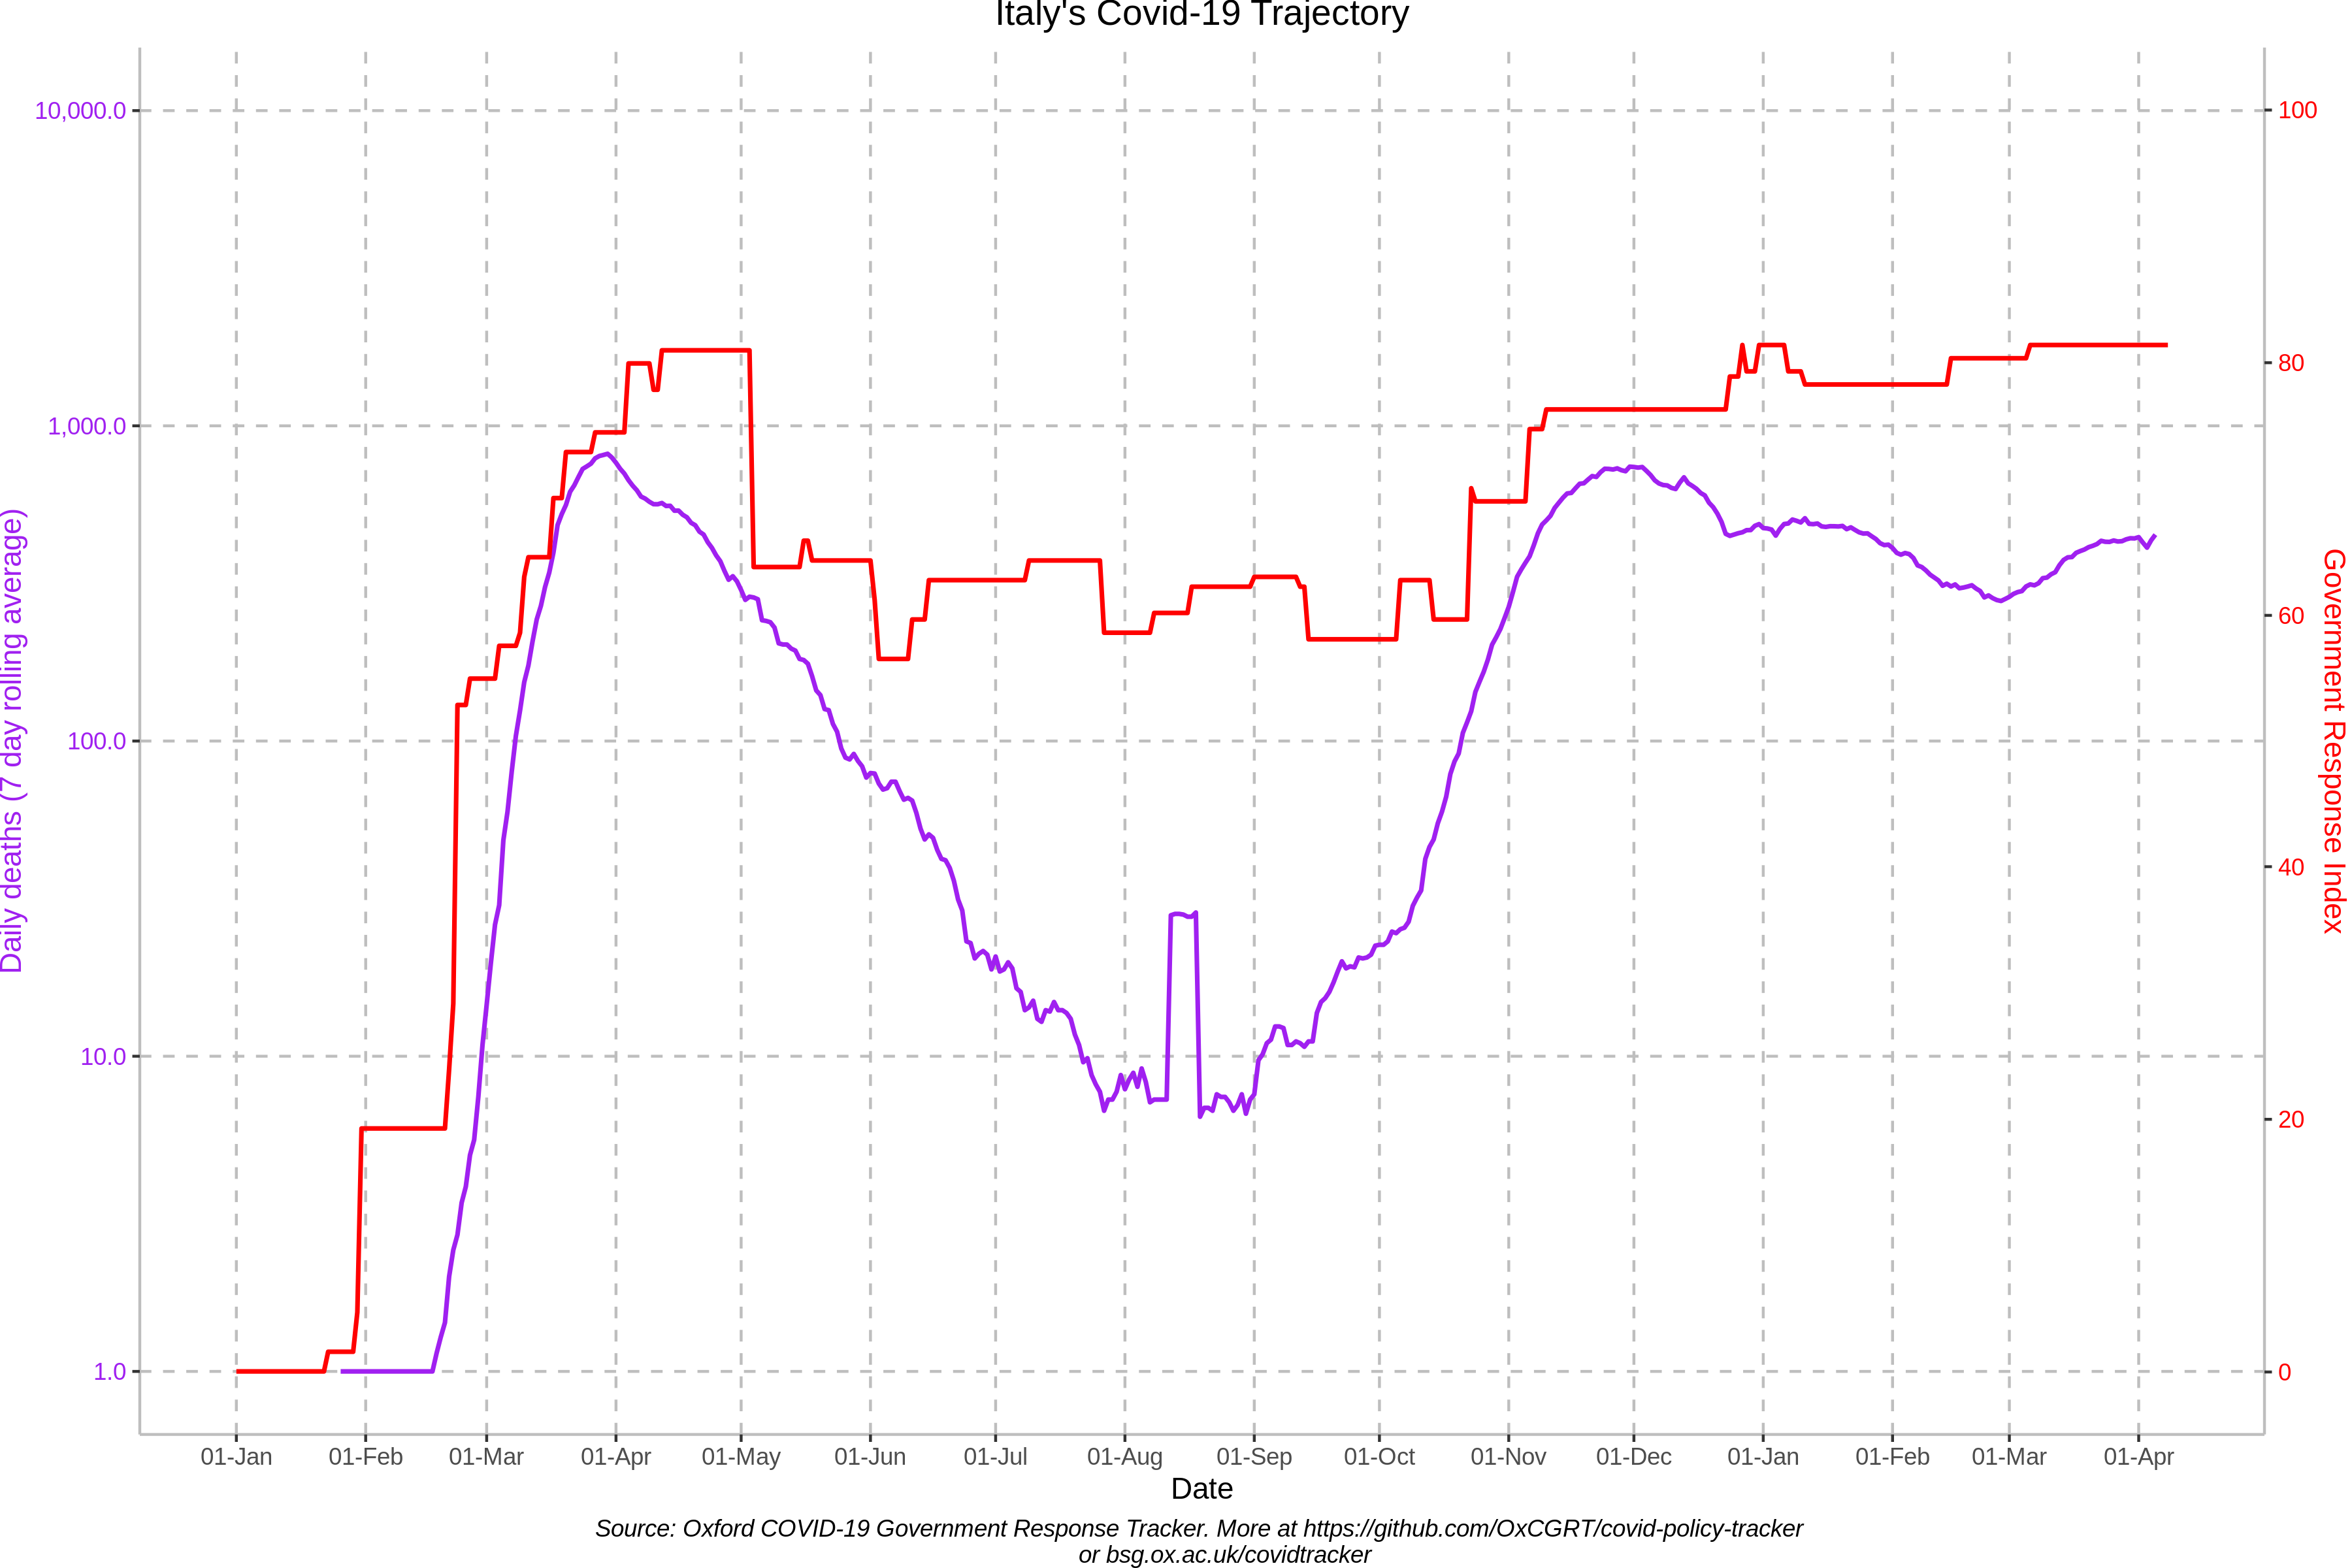 Italy's Covid-19 Trajectory
10,000.0
1,000.0
100.0
10.0
1.0
Daily deaths (7 day rolling average)
100
80
60
40
20
0
Government Response Index
01-Jan 01-Feb 01-Mar 01-Apr 01-May 01-Jun 01-Jul 01-Aug 01-Sep 01-Oct 01-Nov 01-Dec 01-Jan 01-Feb 01-Mar 01-Apr
Date
Source: Oxford COVID-19 Government Response Tracker. More at https://github.com/OxCGRT/covid-policy-tracker
or bsg.ox.ac.uk/covidtracker